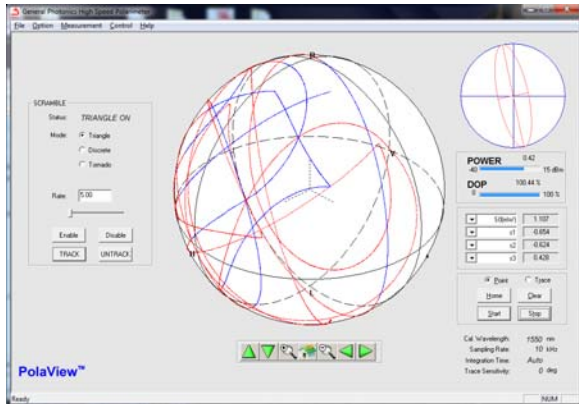 General Photonics High Speed Polarimeter
File Option Measurement Control Help
SCRAMBLE
Status: TRIANGLE ON
Mode: Triangle
Discrete
Tornado
Rate: 5.00
Enable Disable
TRACK UNTRACK
R
V
H
L
POWER 0.42
-40 15 dBm
DOP 100.44 %
0 100 %
S0(mW) 1.107
s1 -0.654
s2 -0.624
s3 0.428
Point Trace
Home Clear
Start Stop
Cal. Wavelength: 1550 nm
Sampling Rate: 10 kHz
Integration Time: Auto
Trace Sensitivity: 0 deg
PolaView™
Ready NUM